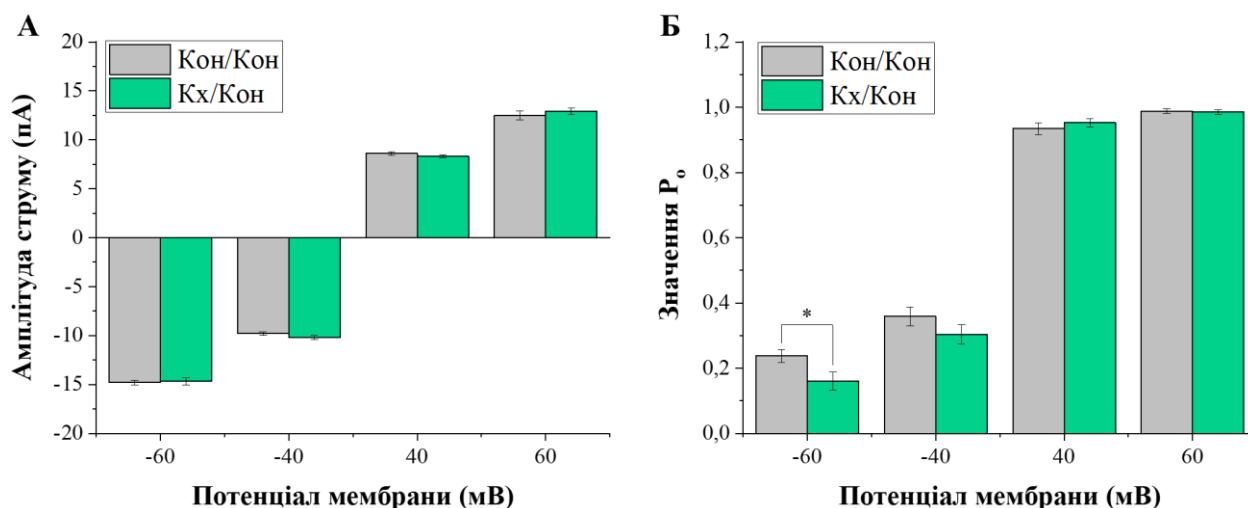 А
Амплітуда струму (пА)
20
15
10
5
0
-5
-10
-15
-20
Кон/Кон
Кх/Кон
-60
-40
40
60
Потенціал мембрани (мВ)
Б
Значення Pₒ
1,2
1,0
0,8
0,6
0,4
0,2
0,0
Кон/Кон
Кх/Кон
*
-60
-40
40
60
Потенціал мембрани (мВ)